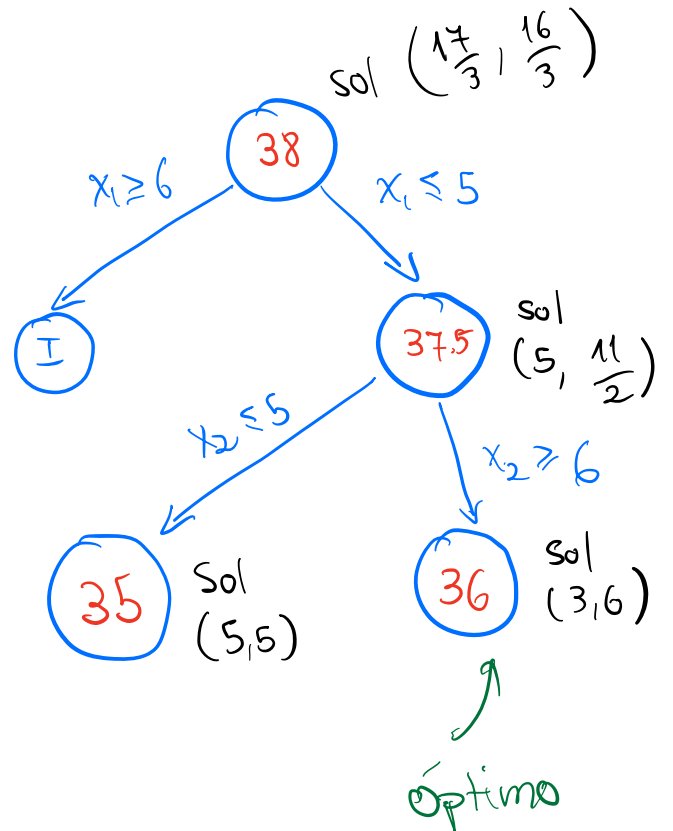 sol (17/3, 16/3)
38
x₁ ≥ 6
x₁ ≤ 5
I
37,5
sol
(5, 11/2)
x₂ ≤ 5
x₂ ≥ 6
35
Sol
(5,5)
36
sol
(3,6)
óptimo